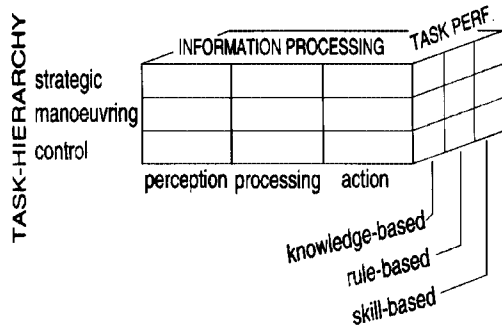 INFORMATION PROCESSING
TASK PERF.
TASK-HIERARCHY
strategic
manoeuvring
control
perception processing action
knowledge-based
rule-based
skill-based